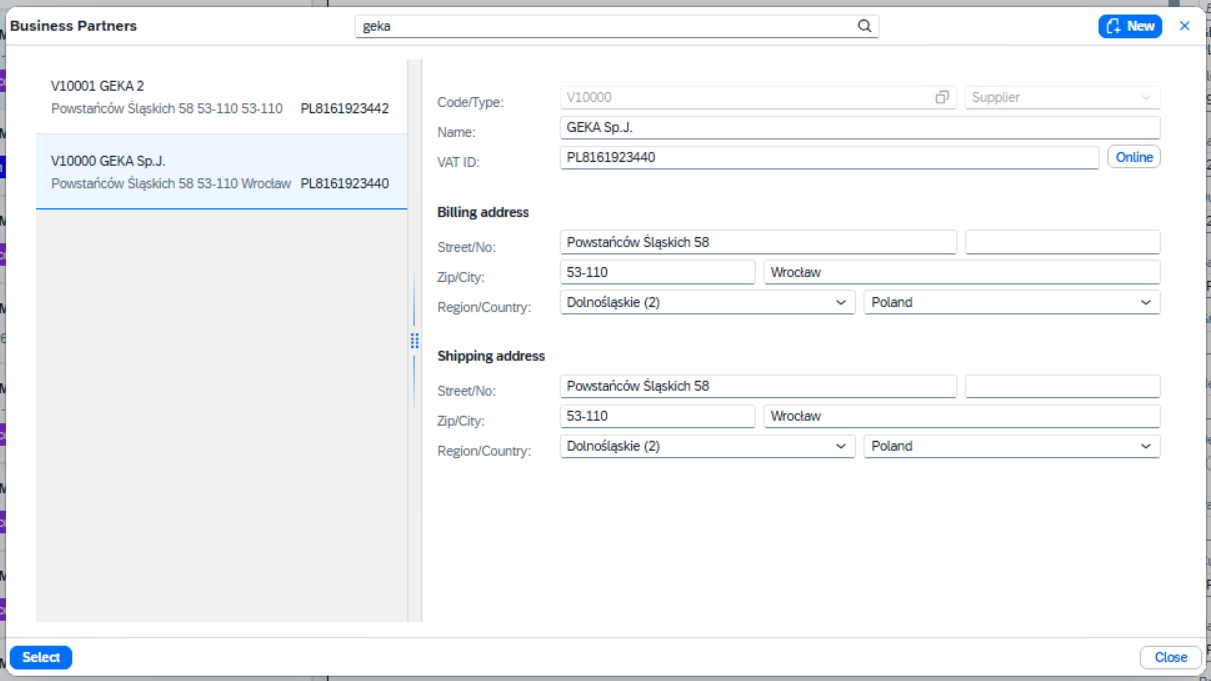 Business Partners
geka
New
V10001 GEKA 2
Powstańców Śląskich 58 53-110 53-110 PL8161923442
V10000 GEKA Sp.J.
Powstańców Śląskich 58 53-110 Wrocław PL8161923440
Code/Type: V10000 Supplier
Name: GEKA Sp.J.
VAT ID: PL8161923440 Online
Billing address
Street/No: Powstańców Śląskich 58
Zip/City: 53-110 Wrocław
Region/Country: Dolnośląskie (2) Poland
Shipping address
Street/No: Powstańców Śląskich 58
Zip/City: 53-110 Wrocław
Region/Country: Dolnośląskie (2) Poland
Select
Close